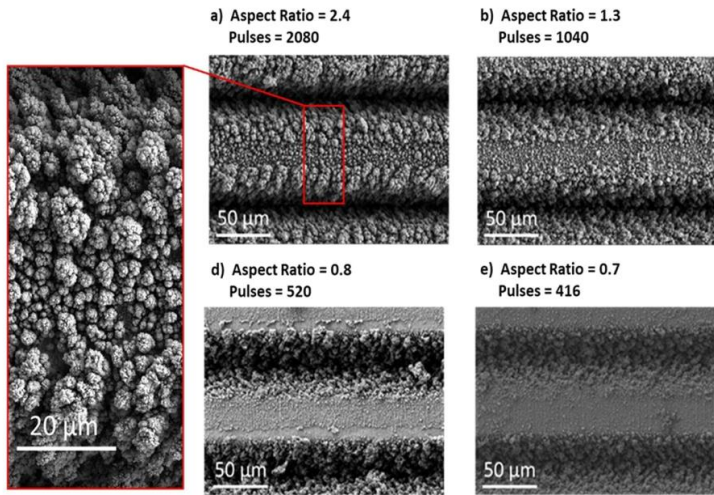 a) Aspect Ratio = 2.4
Pulses = 2080
b) Aspect Ratio = 1.3
Pulses = 1040
20 μm
50 μm
50 μm
d) Aspect Ratio = 0.8
Pulses = 520
e) Aspect Ratio = 0.7
Pulses = 416
50 μm
50 μm